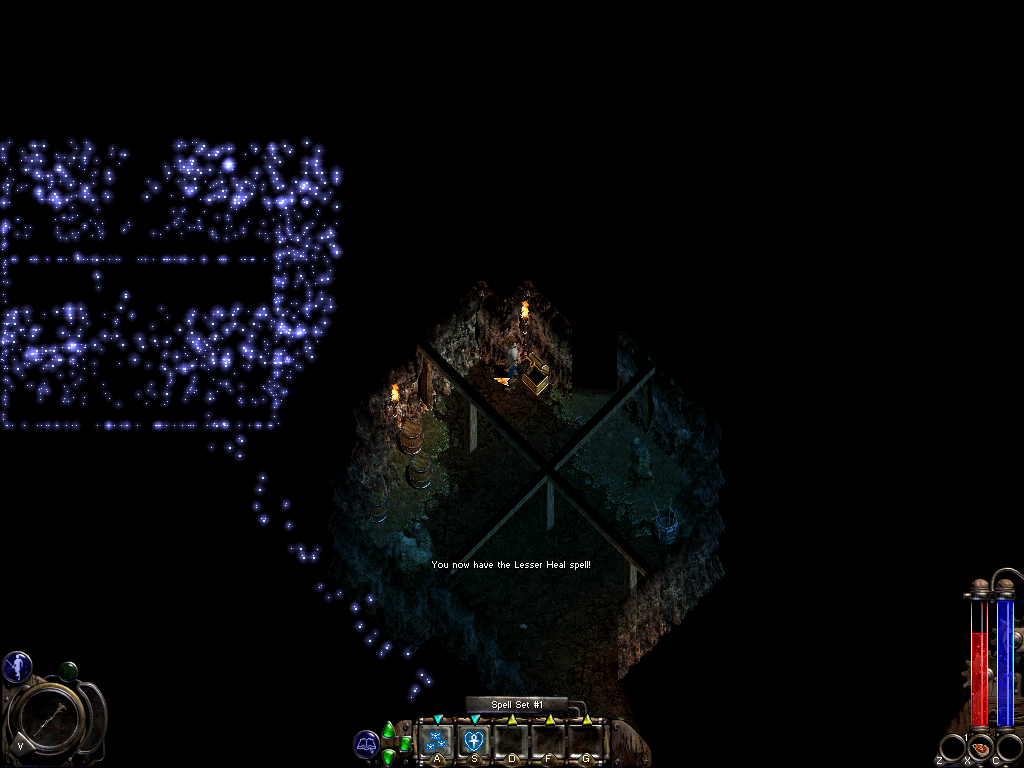 You now have the Lesser Heal spell!
Spell Set #1
V
A S D F G
Z X C